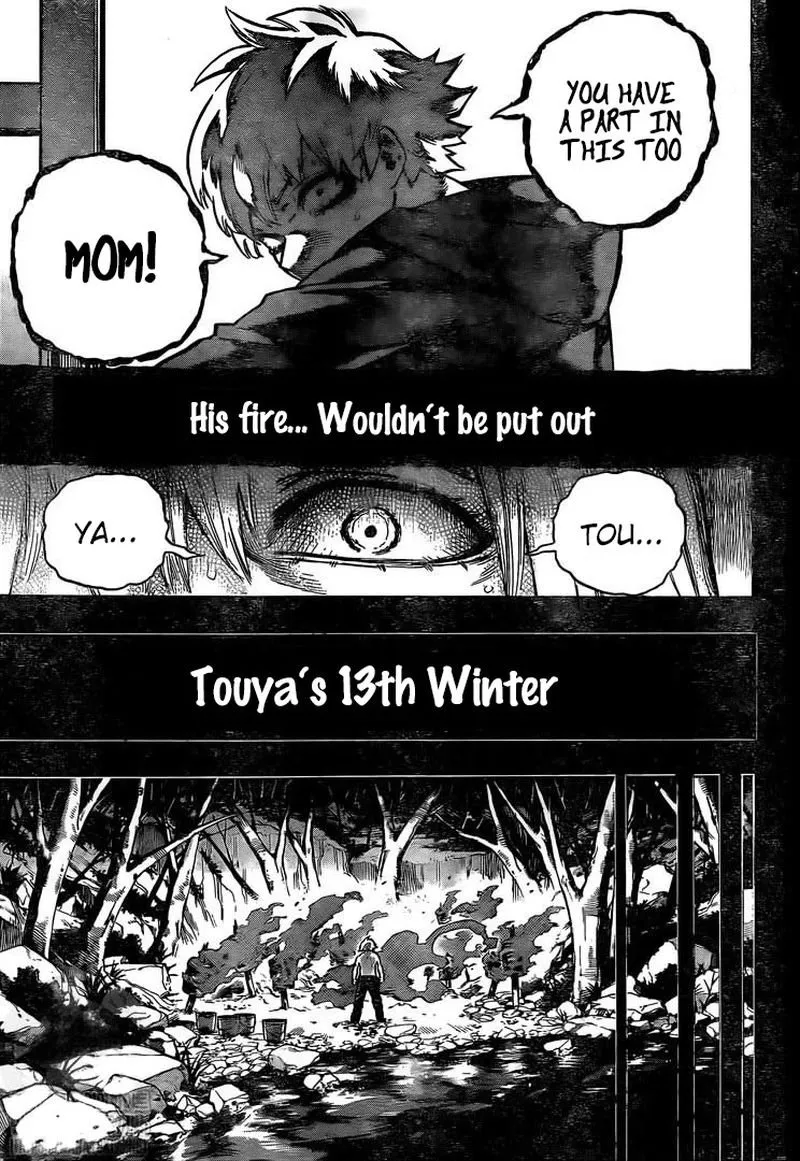 YOU HAVE
A PART IN
THIS TOO
MOM!
His fire... Wouldn´t be put out
TOU...
YA...
Touya´s 13th Winter